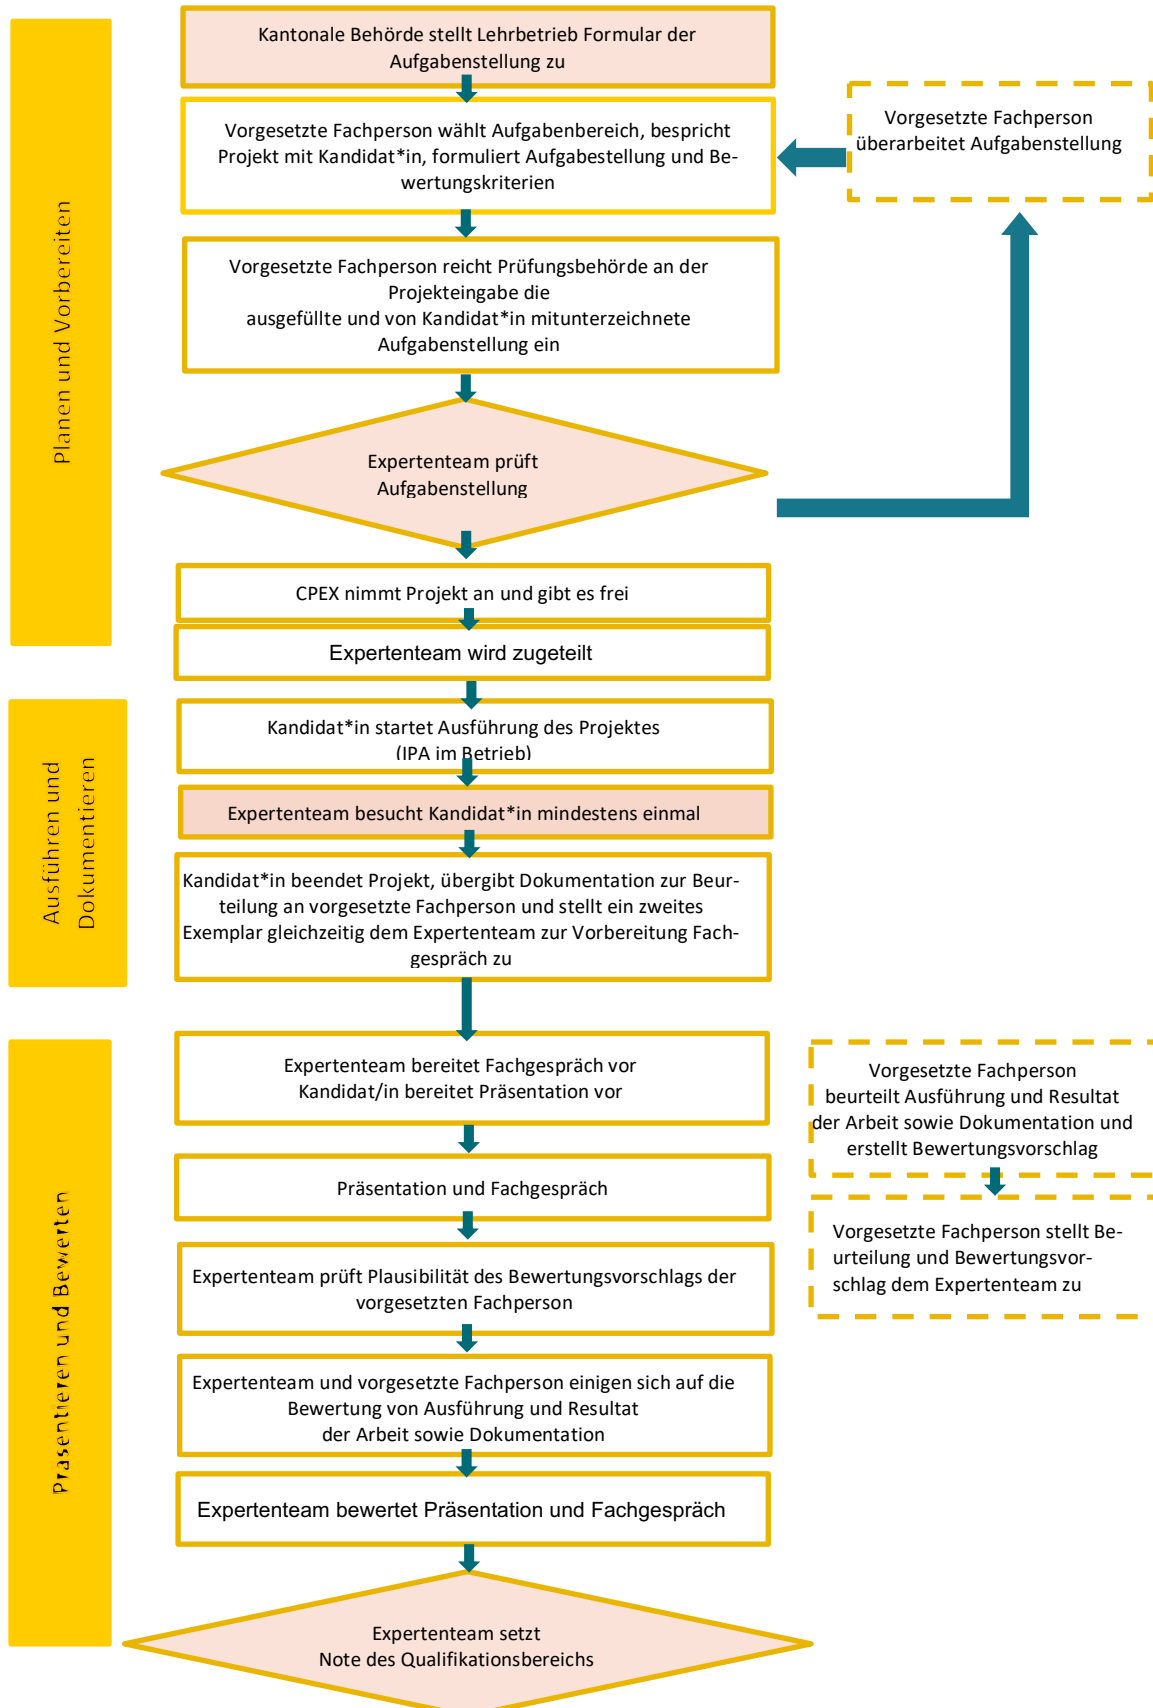 Planen und Vorbereiten
Kantonale Behörde stellt Lehrbetrieb Formular der
Aufgabenstellung zu
Vorgesetzte Fachperson wählt Aufgabenbereich, bespricht
Projekt mit Kandidat*in, formuliert Aufgabestellung und Be-
wertungskriterien
Vorgesetzte Fachperson
überarbeitet Aufgabenstellung
Vorgesetzte Fachperson reicht Prüfungsbehörde an der
Projekteingabe die
ausgefüllte und von Kandidat*in mitunterzeichnete
Aufgabenstellung ein
Expertenteam prüft
Aufgabenstellung
CPEX nimmt Projekt an und gibt es frei
Expertenteam wird zugeteilt
Ausführen und
Dokumentieren
Kandidat*in startet Ausführung des Projektes
(IPA im Betrieb)
Expertenteam besucht Kandidat*in mindestens einmal
Kandidat*in beendet Projekt, übergibt Dokumentation zur Beur-
teilung an vorgesetzte Fachperson und stellt ein zweites
Exemplar gleichzeitig dem Expertenteam zur Vorbereitung Fach-
gespräch zu
Präsentieren und Bewerten
Expertenteam bereitet Fachgespräch vor
Kandidat/in bereitet Präsentation vor
Vorgesetzte Fachperson
beurteilt Ausführung und Resultat
der Arbeit sowie Dokumentation und
erstellt Bewertungsvorschlag
Präsentation und Fachgespräch
Vorgesetzte Fachperson stellt Be-
urteilung und Bewertungsvor-
schlag dem Expertenteam zu
Expertenteam prüft Plausibilität des Bewertungsvorschlags der
vorgesetzten Fachperson
Expertenteam und vorgesetzte Fachperson einigen sich auf die
Bewertung von Ausführung und Resultat
der Arbeit sowie Dokumentation
Expertenteam bewertet Präsentation und Fachgespräch
Expertenteam setzt
Note des Qualifikationsbereichs